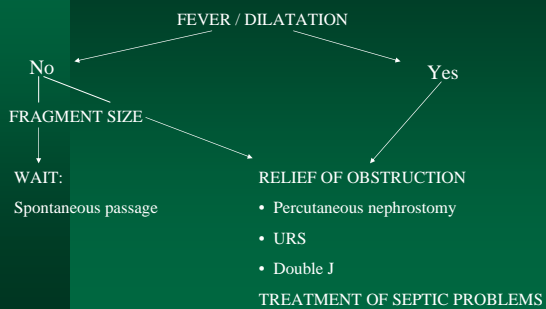 FEVER / DILATATION
No
Yes
FRAGMENT SIZE
WAIT:
Spontaneous passage
RELIEF OF OBSTRUCTION
• Percutaneous nephrostomy
• URS
• Double J
TREATMENT OF SEPTIC PROBLEMS